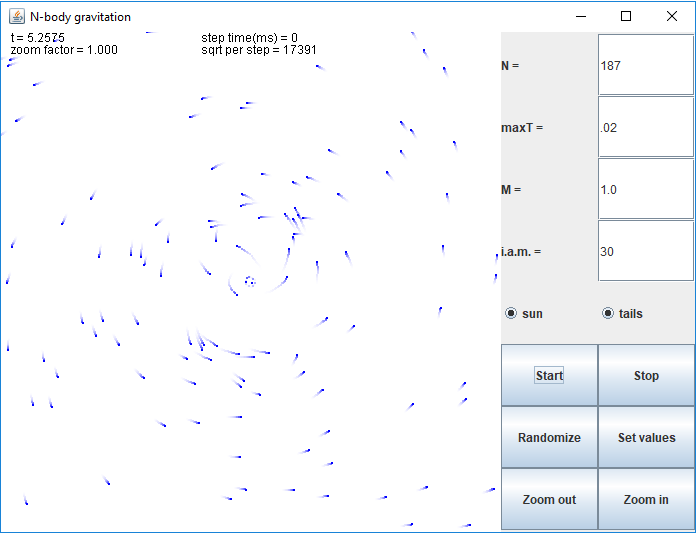 N-body gravitation
t = 5.2575
step time(ms) = 0
zoom factor = 1.000
sqrt per step = 17391
N =
187
maxT =
.02
M =
1.0
i.a.m. =
30
sun
tails
Start
Stop
Randomize
Set values
Zoom out
Zoom in